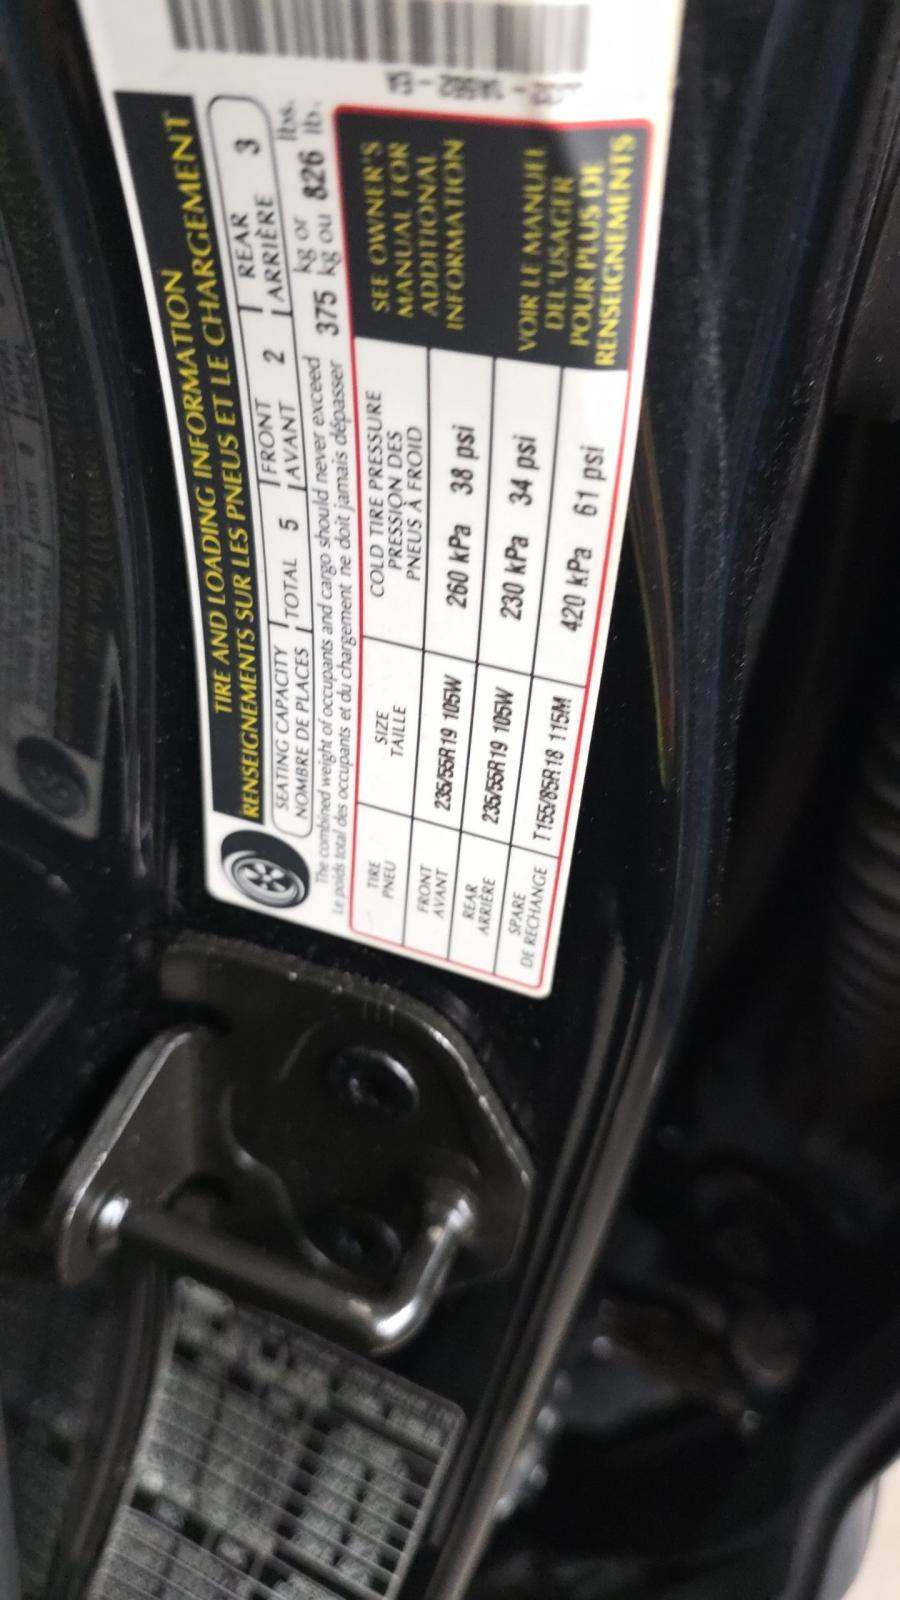 TIRE AND LOADING INFORMATION
RENSEIGNEMENTS SUR LES PNEUS ET LE CHARGEMENT
SEATING CAPACITY
NOMBRE DE PLACES
TOTAL 5
FRONT
AVANT
2
REAR
ARRIÈRE
3
The combined weight of occupants and cargo should never exceed
Le poids total des occupants et du chargement ne doit jamais dépasser
375
kg or
kg ou
826
lbs.
lb.
TIRE
PNEU
SIZE
TAILLE
COLD TIRE PRESSURE
PRESSION DES
PNEUS À FROID
FRONT
AVANT
235/55R19 105W
260 kPa 38 psi
REAR
ARRIÈRE
235/55R19 105W
230 kPa 34 psi
SPARE
DE RECHANGE
T155/85R18 115M
420 kPa 61 psi
SEE OWNER'S
MANUAL FOR
ADDITIONAL
INFORMATION
VOIR LE MANUEL
DE L'USAGER
POUR PLUS DE
RENSEIGNEMENTS